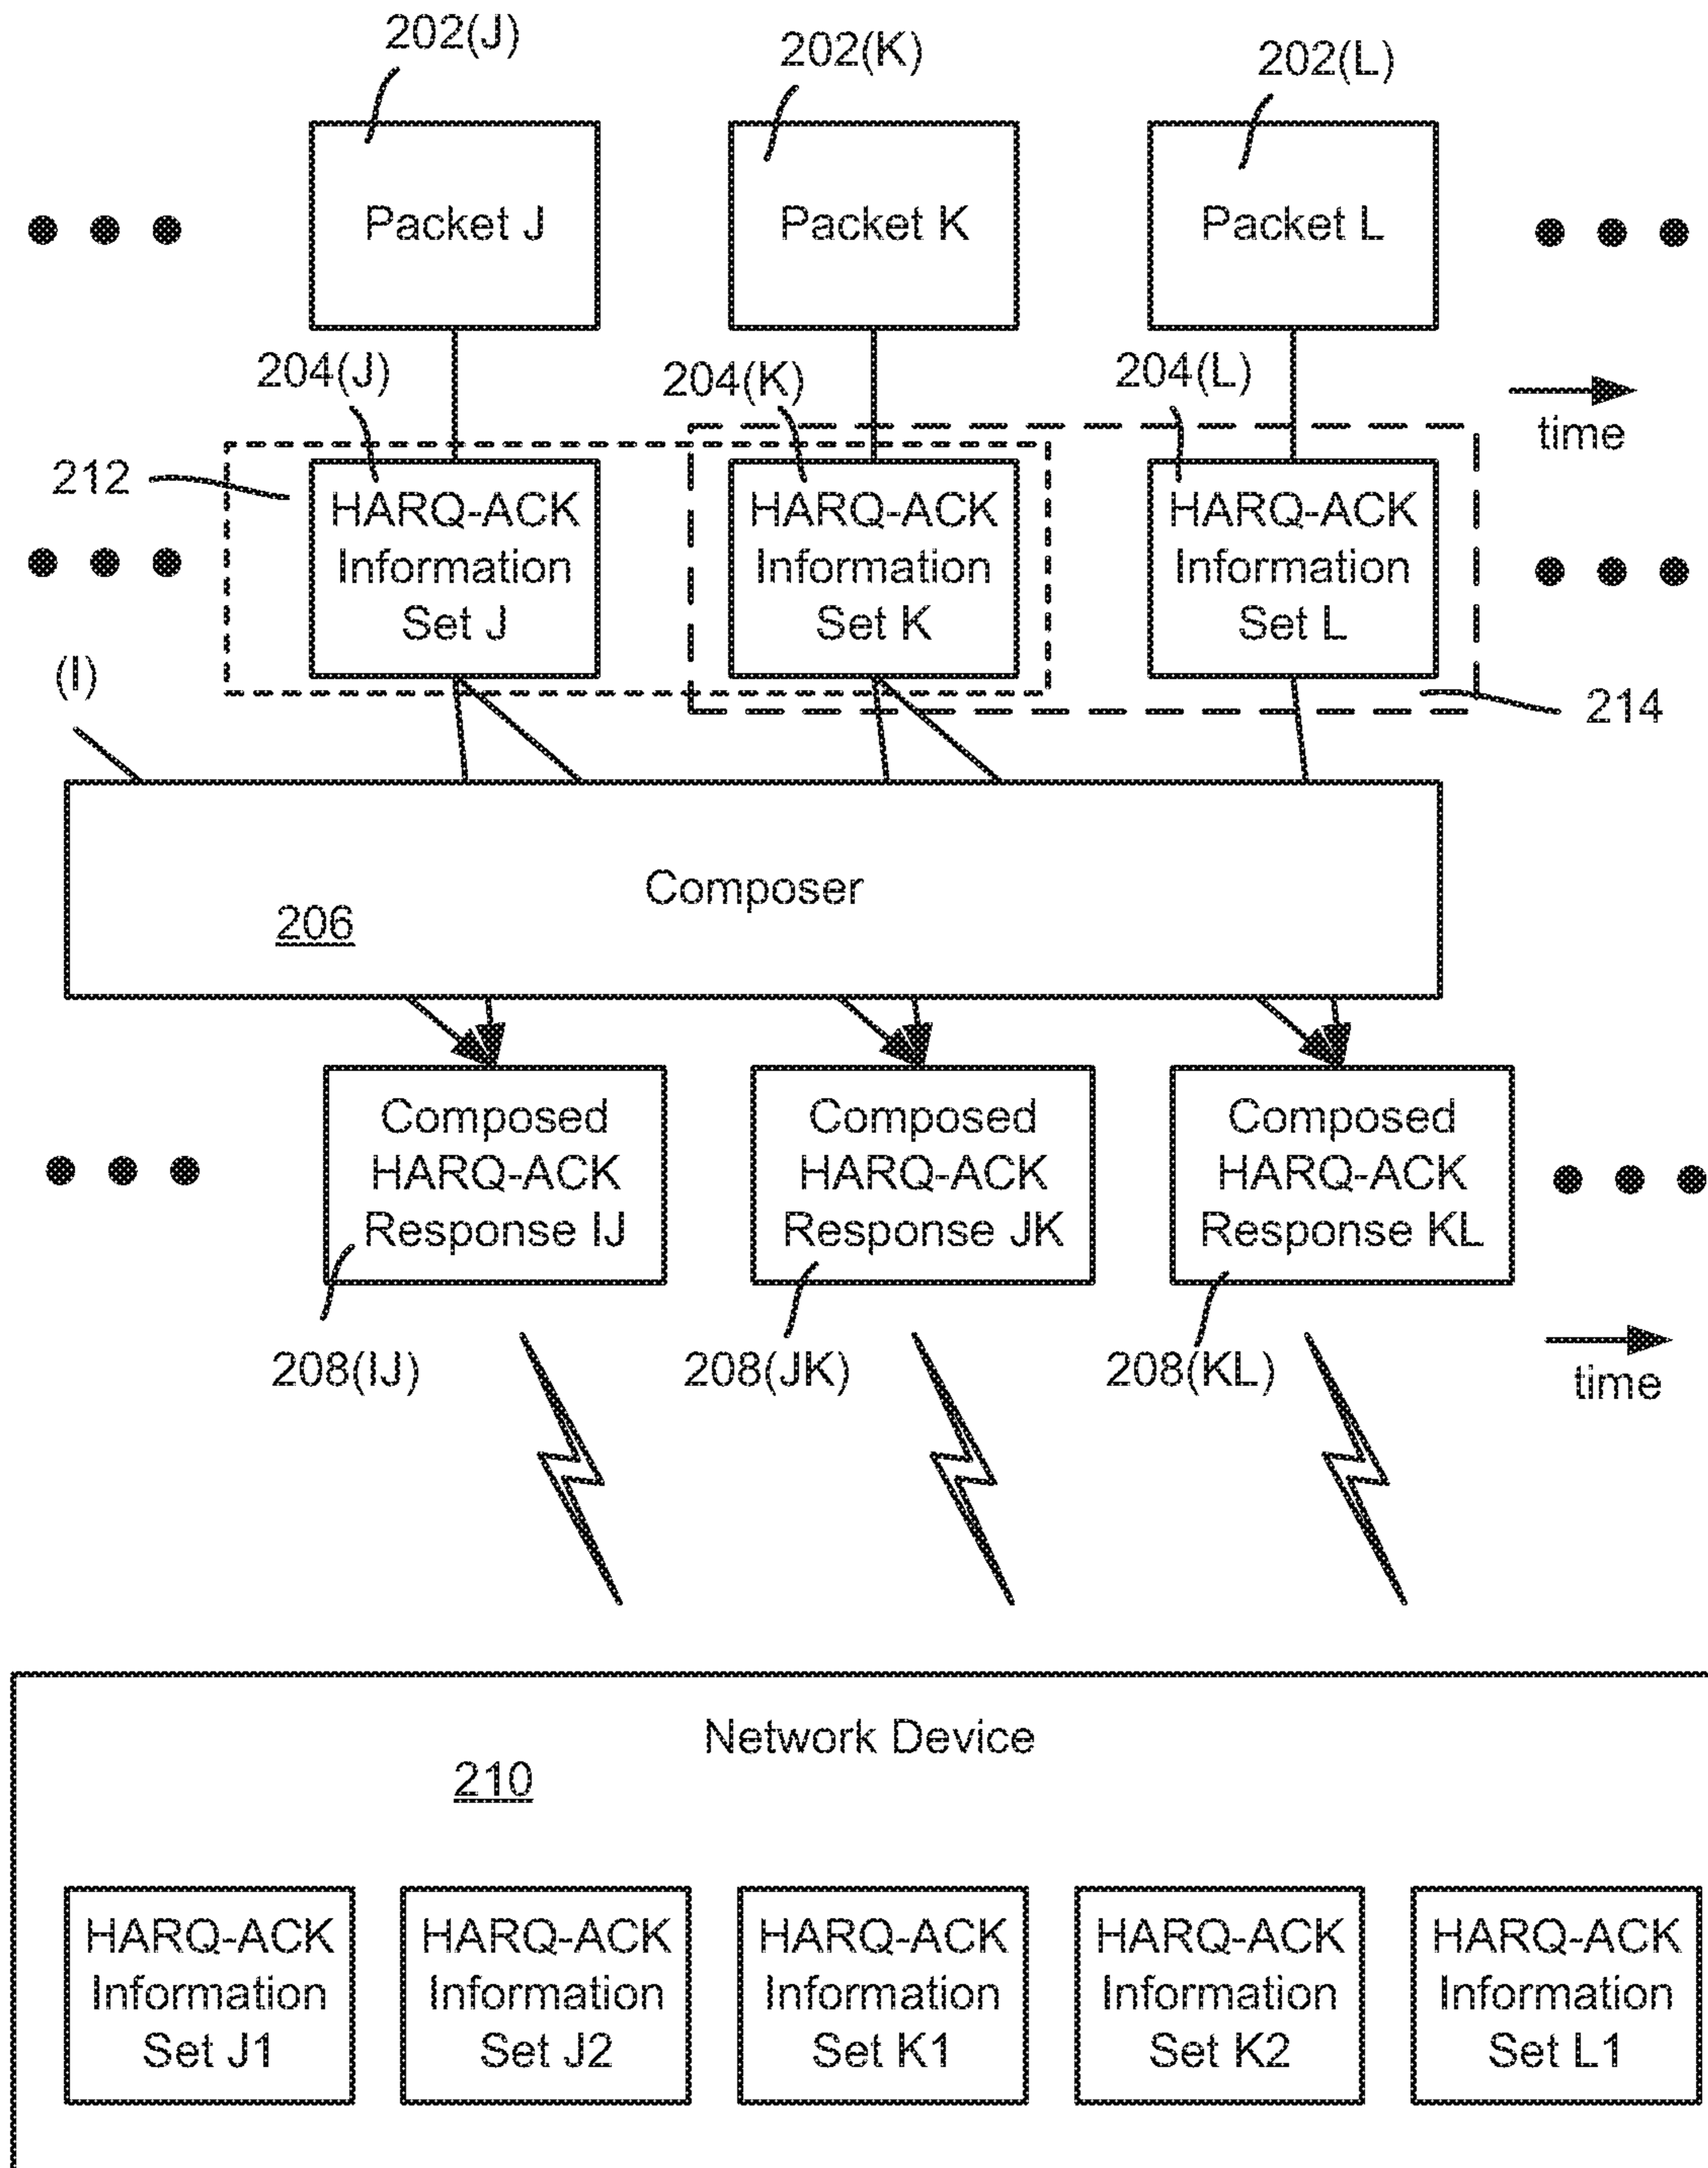 202(J)
202(K)
202(L)
Packet J
Packet K
Packet L
204(J)
204(K)
204(L)
time
212
HARQ-ACK
Information
Set J
HARQ-ACK
Information
Set K
HARQ-ACK
Information
Set L
(I)
214
Composer
206
Composed
HARQ-ACK
Response IJ
Composed
HARQ-ACK
Response JK
Composed
HARQ-ACK
Response KL
208(IJ)
208(JK)
208(KL)
time
Network Device
210
HARQ-ACK
Information
Set J1
HARQ-ACK
Information
Set J2
HARQ-ACK
Information
Set K1
HARQ-ACK
Information
Set K2
HARQ-ACK
Information
Set L1